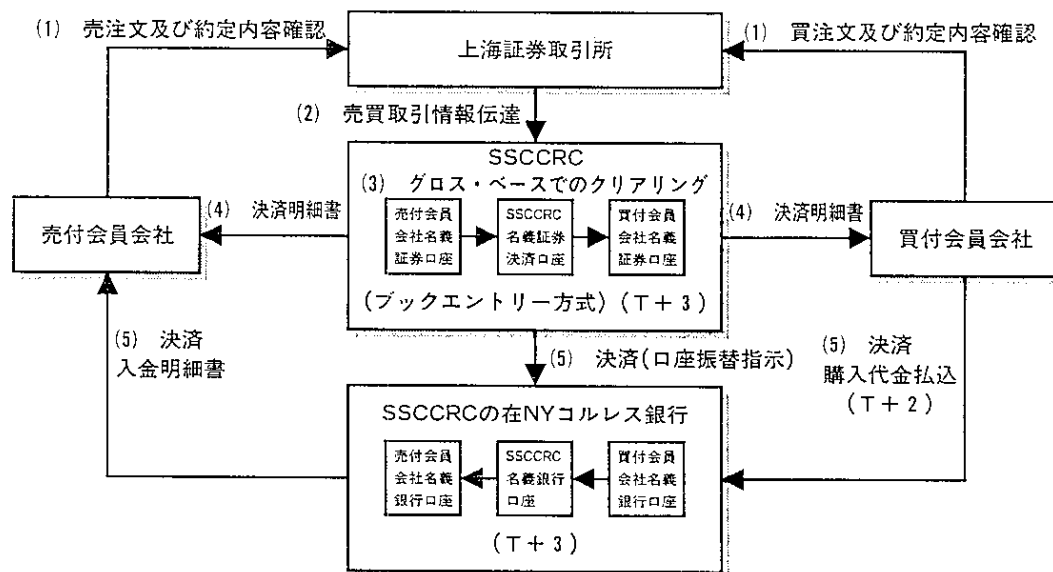 (1) 売注文及び約定内容確認
上海証券取引所
(1) 買注文及び約定内容確認
(2) 売買取引情報伝達
SSCCRC
(3) グロス・ベースでのクリアリング
売付会員
会社名義
証券口座
SSCCRC
名義証券
決済口座
買付会員
会社名義
証券口座
(ブックエントリー方式) (T+3)
売付会員会社
(4) 決済明細書
(4) 決済明細書
買付会員会社
(5) 決済
入金明細書
(5) 決済(口座振替指示)
(5) 決済
購入代金払込
(T+2)
SSCCRCの在NYコルレス銀行
売付会員
会社名義
銀行口座
SSCCRC
名義銀行
口座
買付会員
会社名義
銀行口座
(T+3)